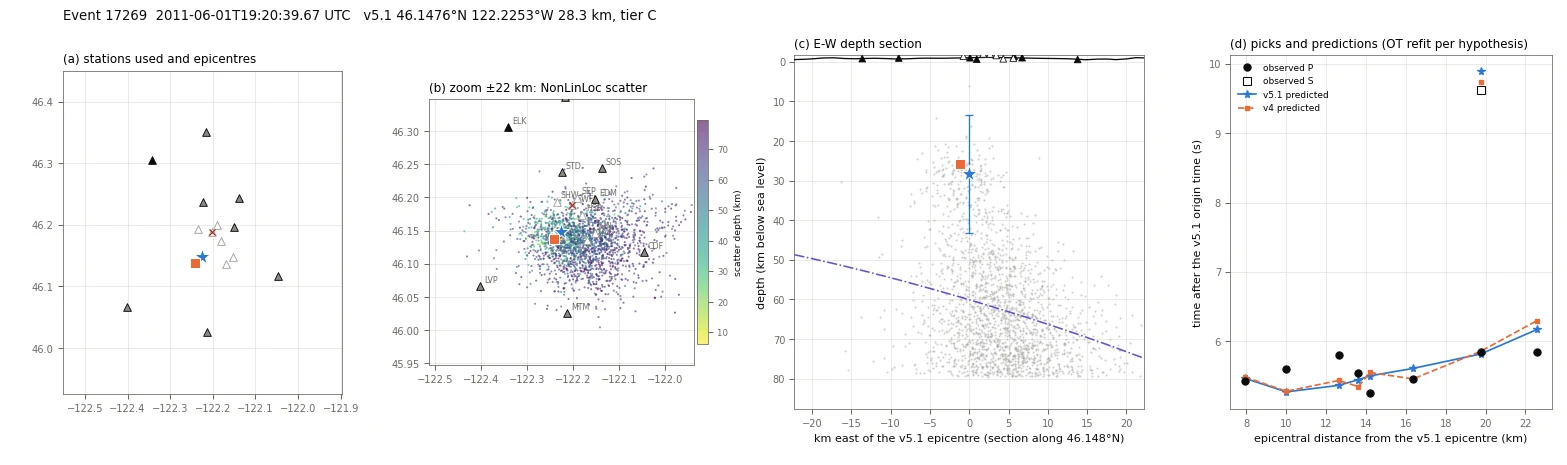 Event 17269  2011-06-01T19:20:39.67 UTC   v5.1 46.1476°N 122.2253°W 28.3 km, tier C
(a) stations used and epicentres
46.4
46.3
46.2
46.1
46.0
−122.5 −122.4 −122.3 −122.2 −122.1 −122.0 −121.9
(b) zoom ±22 km: NonLinLoc scatter
46.30
46.25
46.20
46.15
46.10
46.05
46.00
45.95
−122.5 −122.4 −122.3 −122.2 −122.1 −122.0
ELK
STD
SOS
SEP
EDM
SHW
CDF
LVP
MTM
70
60
50
40
30
20
10
scatter depth (km)
(c) E-W depth section
0
10
20
30
40
50
60
70
80
depth (km below sea level)
−20 −15 −10 −5 0 5 10 15 20
km east of the v5.1 epicentre (section along 46.148°N)
(d) picks and predictions (OT refit per hypothesis)
observed P
observed S
v5.1 predicted
v4 predicted
10
9
8
7
6
time after the v5.1 origin time (s)
8 10 12 14 16 18 20 22
epicentral distance from the v5.1 epicentre (km)